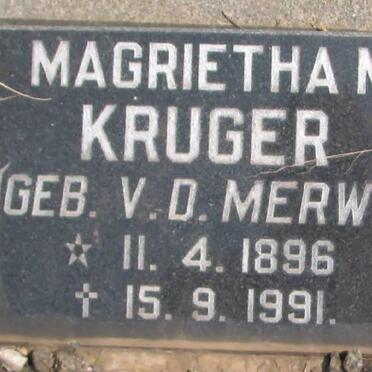 MAGRIETHA M
KRUGER
GEB. V.D. MERW
☆ 11. 4. 1896
† 15. 9. 1991.